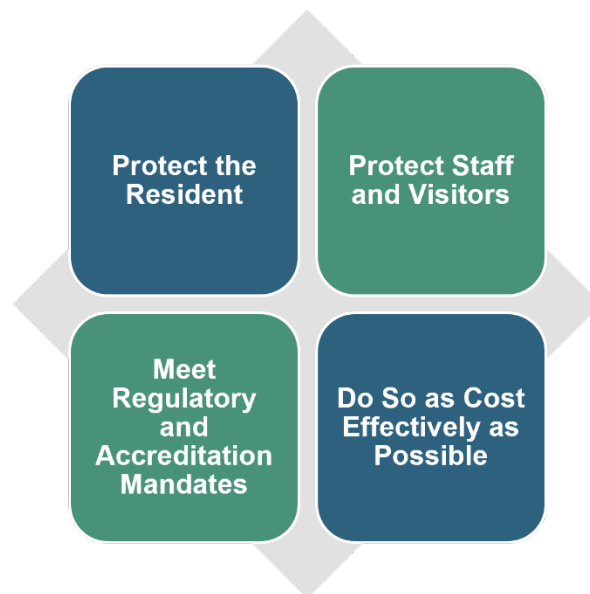 Protect the
Resident
Protect Staff
and Visitors
Meet
Regulatory
and
Accreditation
Mandates
Do So as Cost
Effectively as
Possible